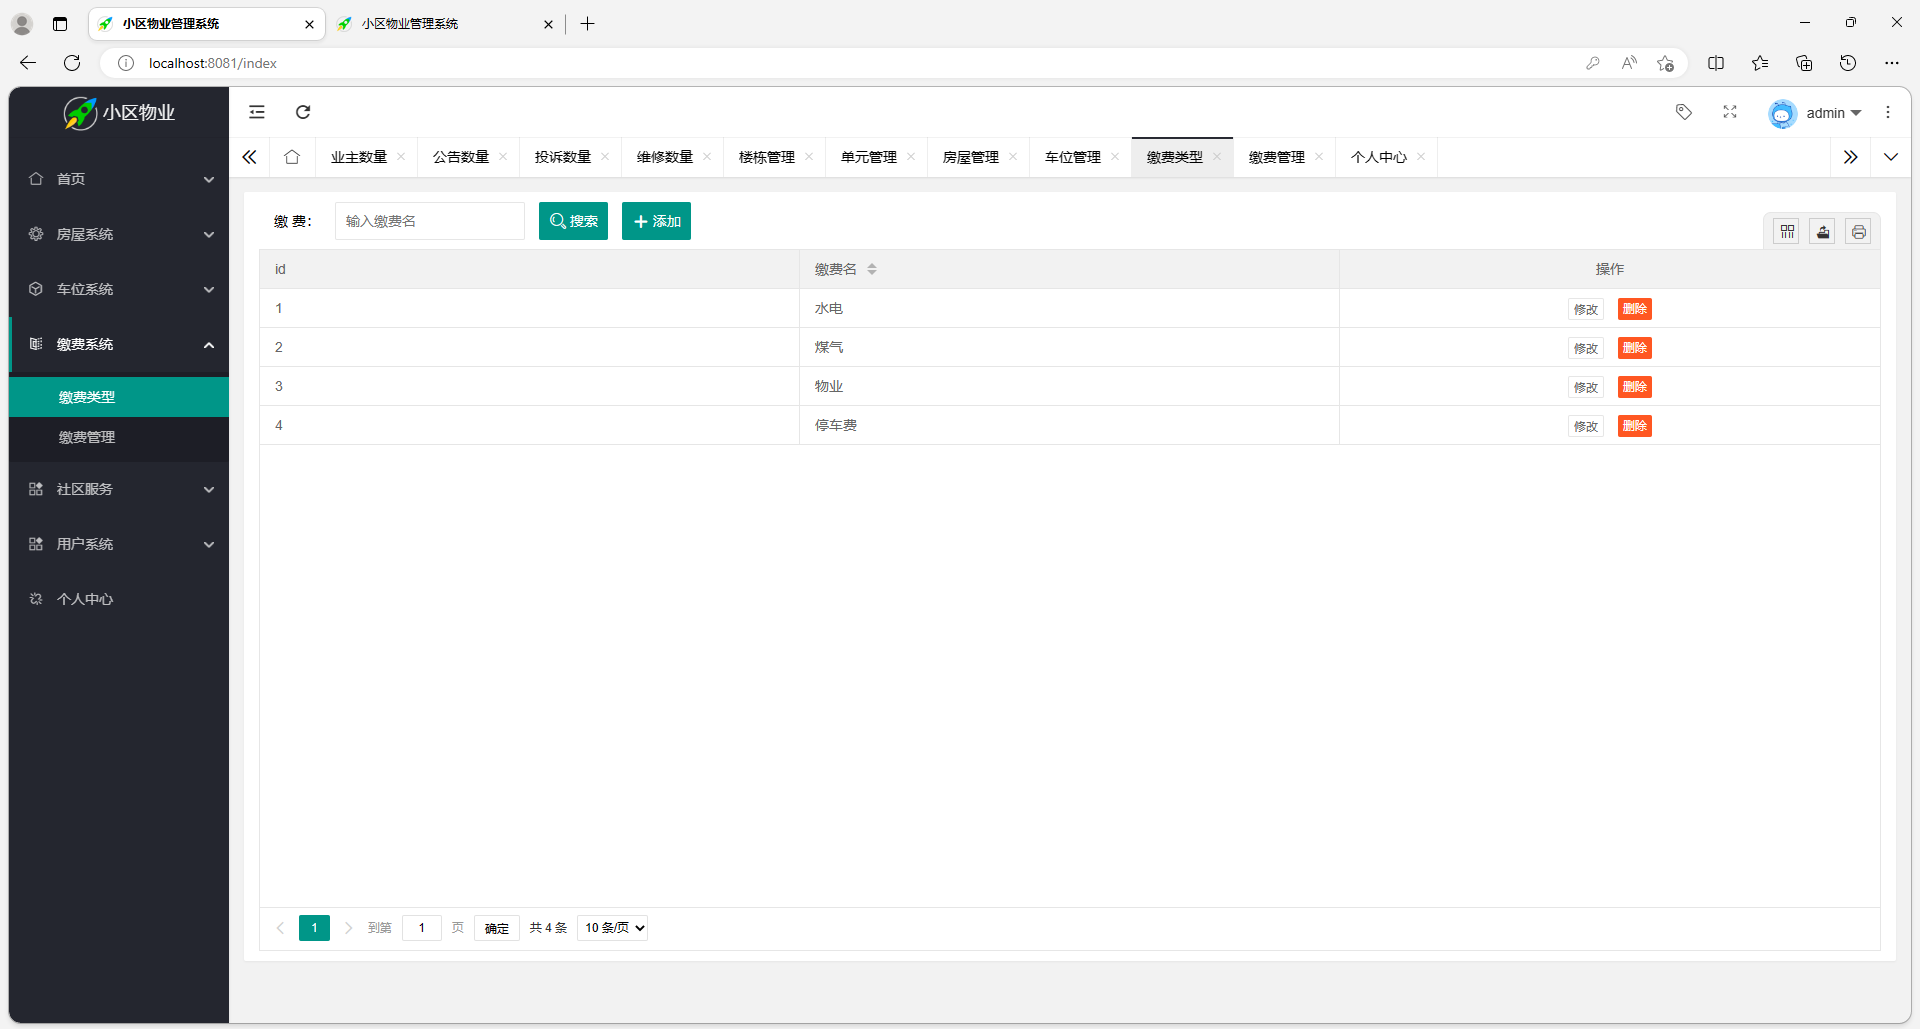 小区物业管理系统
小区物业管理系统
localhost:8081/index
小区物业
admin
首页
房屋系统
车位系统
缴费系统
缴费类型
缴费管理
社区服务
用户系统
个人中心
业主数量 公告数量 投诉数量 维修数量 楼栋管理 单元管理 房屋管理 车位管理 缴费类型 缴费管理 个人中心
缴 费： 输入缴费名 搜索 添加
id 缴费名 操作
1 水电 修改 删除
2 煤气 修改 删除
3 物业 修改 删除
4 停车费 修改 删除
1 到第 1 页 确定 共 4 条 10 条/页